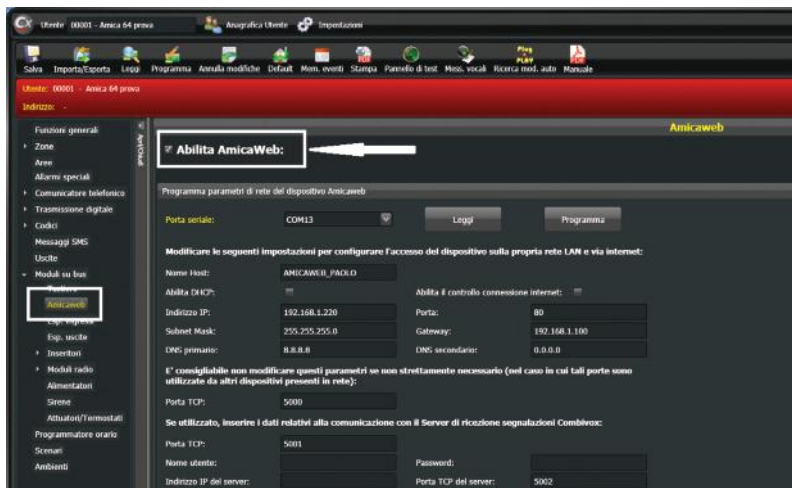 Utente 00001 - Amica 64 prova Anagrafica Utente Impostazioni
Salva Importa/Esporta Leggi Programma Annulla modifiche Default Mem. eventi Stampa Pannello di test Mess. vocali Ricerca mod. auto Manuale
Utente: 00001 - Amica 64 prova
Indirizzo: -
Amicaweb
Apri/Chiudi
Funzioni generali
Zone
Aree
Allarmi speciali
Comunicatore telefonico
Trasmissione digitale
Codici
Messaggi SMS
Uscite
Moduli su bus
Tastiere
Amicaweb
Esp. ingressi
Esp. uscite
Inseritori
Moduli radio
Alimentatori
Sirene
Attuatori/Termostati
Programmatore orario
Scenari
Ambienti
Abilita AmicaWeb:
Programma parametri di rete del dispositivo Amicaweb
Porta seriale: COM13 Leggi Programma
Modificare le seguenti impostazioni per configurare l'accesso del dispositivo sulla propria rete LAN e via internet:
Nome Host: AMICAWEB_PAOLO
Abilita DHCP: Abilita il controllo connessione internet:
Indirizzo IP: 192.168.1.220 Porta: 80
Subnet Mask: 255.255.255.0 Gateway: 192.168.1.100
DNS primario: 8.8.8.8 DNS secondario: 0.0.0.0
E' consigliabile non modificare questi parametri se non strettamente necessario (nel caso in cui tali porte sono
utilizzate da altri dispositivi presenti in rete):
Porta TCP: 5000
Se utilizzato, inserire i dati relativi alla comunicazione con il Server di ricezione segnalazioni Combivox:
Porta TCP: 5001
Nome utente: Password:
Indirizzo IP del server: Porta TCP del server: 5002